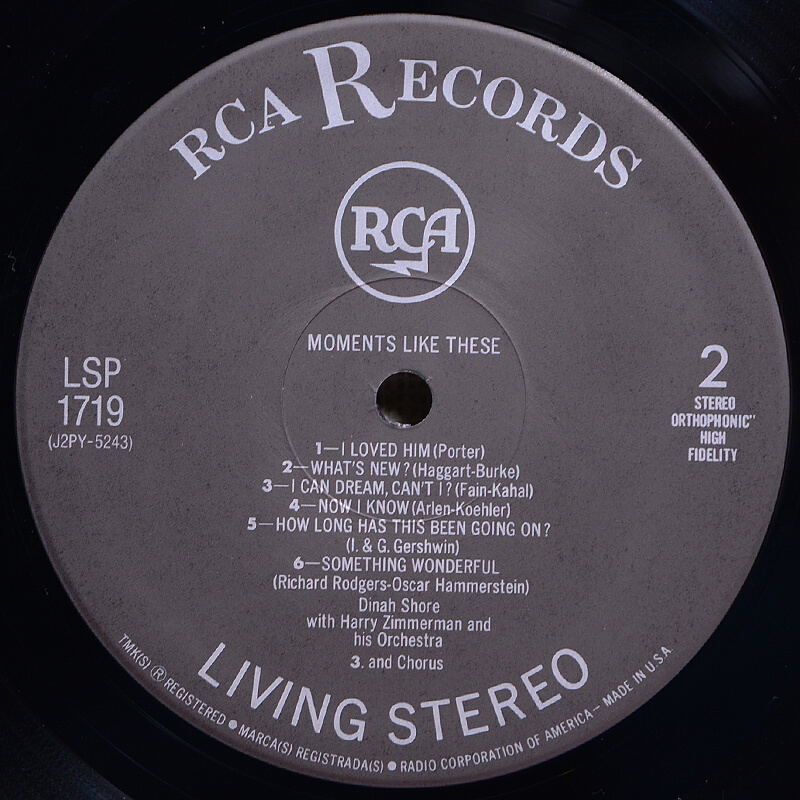 RCA RECORDS
RCA
MOMENTS LIKE THESE
LSP
1719
(J2PY-5243)
2
STEREO
ORTHOPHONIC"
HIGH
FIDELITY
1—I LOVED HIM (Porter)
2—WHAT'S NEW? (Haggart-Burke)
3—I CAN DREAM, CAN'T I? (Fain-Kahal)
4—NOW I KNOW (Arlen-Koehler)
5—HOW LONG HAS THIS BEEN GOING ON?
(I. & G. Gershwin)
6—SOMETHING WONDERFUL
(Richard Rodgers-Oscar Hammerstein)
Dinah Shore
with Harry Zimmerman and
his Orchestra
3. and Chorus
LIVING STEREO
TMK(S) ® REGISTERED ● MARCA(S) REGISTRADA(S) ● RADIO CORPORATION OF AMERICA – MADE IN U.S.A.